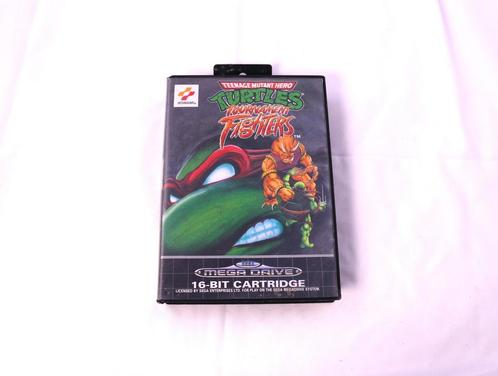 KONAMI
TEENAGE MUTANT HERO
TURTLES
TOURNAMENT
FIGHTERS
TM
SEGA
MEGA DRIVE
16-BIT CARTRIDGE
LICENSED BY SEGA ENTERPRISES LTD. FOR PLAY ON THE SEGA MEGADRIVE SYSTEM.